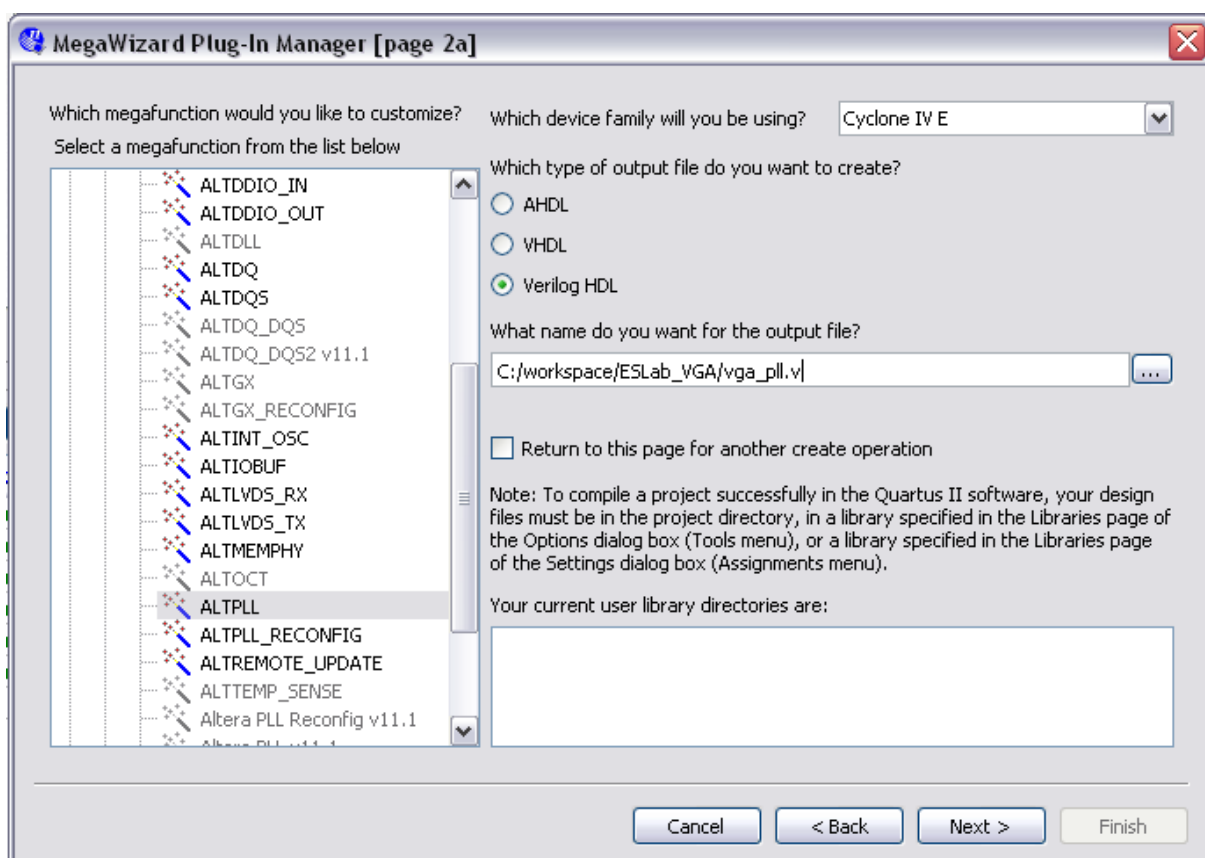 MegaWizard Plug-In Manager [page 2a]
Which megafunction would you like to customize?
Select a megafunction from the list below
ALTDDIO_IN
ALTDDIO_OUT
ALTDLL
ALTDQ
ALTDQS
ALTDQ_DQS
ALTDQ_DQS2 v11.1
ALTGX
ALTGX_RECONFIG
ALTINT_OSC
ALTIOBUF
ALTLVDS_RX
ALTLVDS_TX
ALTMEMPHY
ALTOCT
ALTPLL
ALTPLL_RECONFIG
ALTREMOTE_UPDATE
ALTTEMP_SENSE
Altera PLL Reconfig v11.1
Altera PLL v11.1
Which device family will you be using?
Cyclone IV E
Which type of output file do you want to create?
AHDL
VHDL
Verilog HDL
What name do you want for the output file?
C:/workspace/ESLab_VGA/vga_pll.v
...
Return to this page for another create operation
Note: To compile a project successfully in the Quartus II software, your design
files must be in the project directory, in a library specified in the Libraries page of
the Options dialog box (Tools menu), or a library specified in the Libraries page
of the Settings dialog box (Assignments menu).
Your current user library directories are:
Cancel
< Back
Next >
Finish